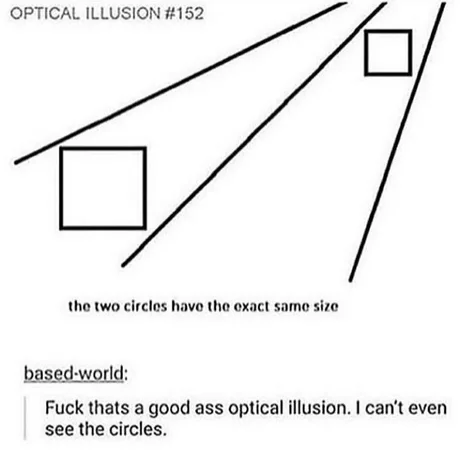 OPTICAL ILLUSION #152
the two circles have the exact same size
based-world:
Fuck thats a good ass optical illusion. I can't even
see the circles.